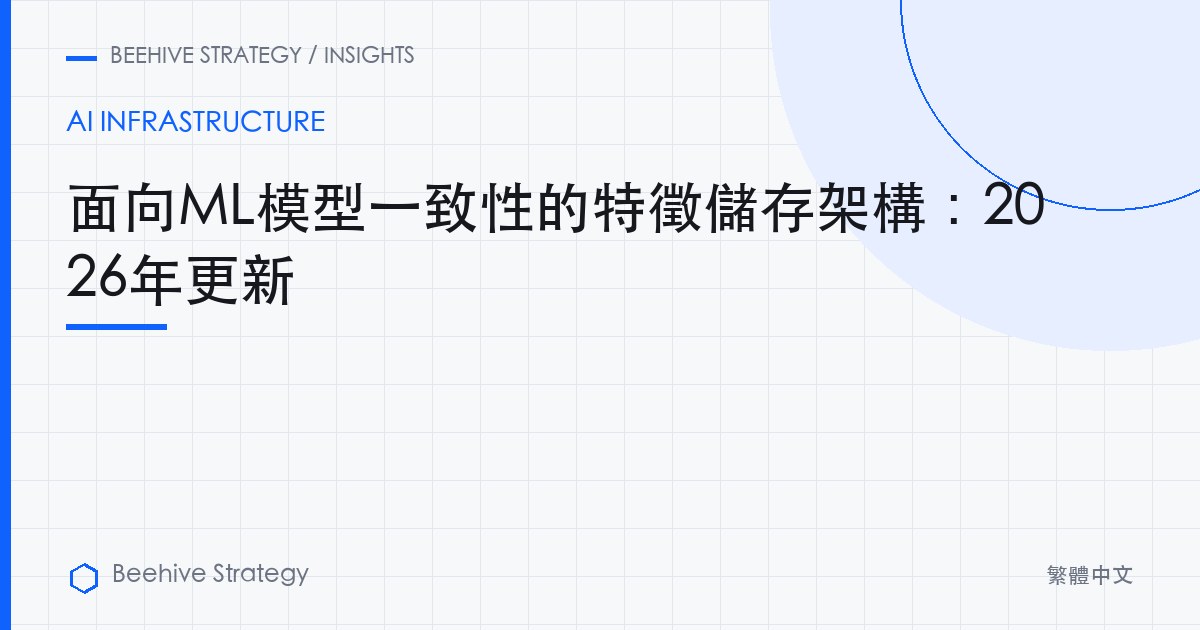 BEEHIVE STRATEGY / INSIGHTS
AI INFRASTRUCTURE
面向ML模型一致性的特徵儲存架構：20
26年更新
Beehive Strategy
繁體中文